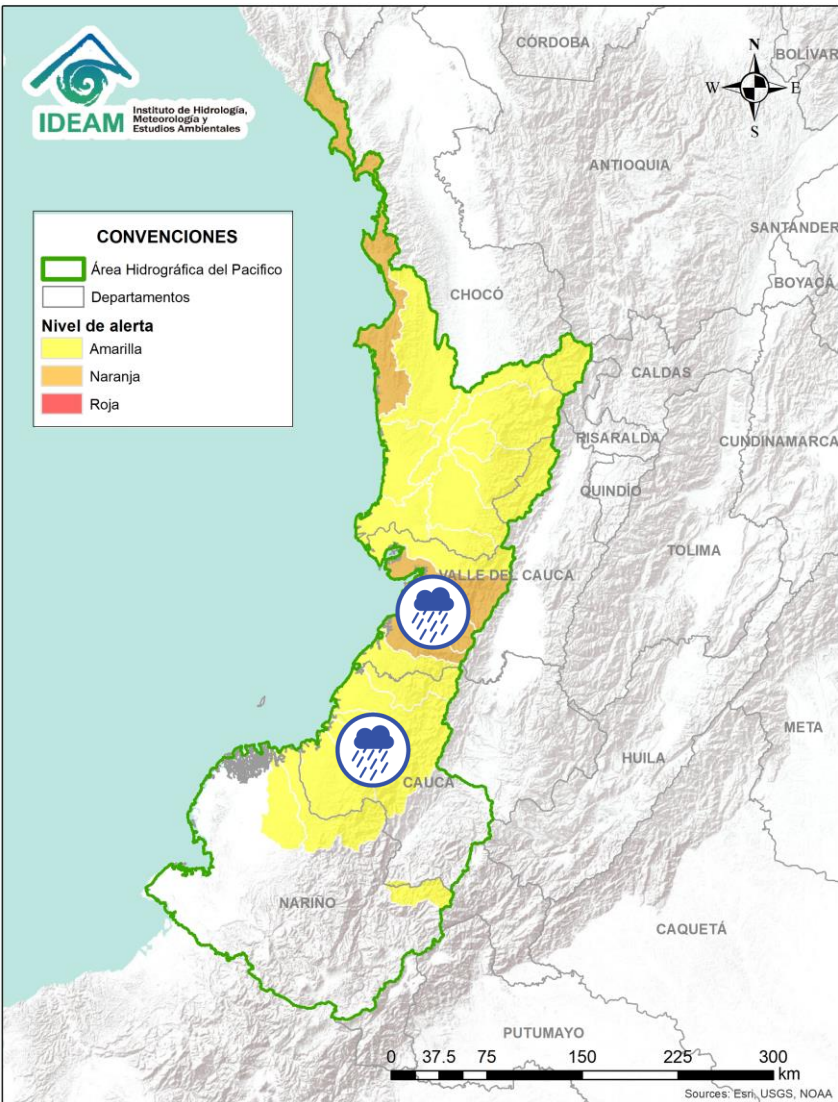 IDEAM
Instituto de Hidrología,
Meteorología y
Estudios Ambientales
CONVENCIONES
Área Hidrográfica del Pacifico
Departamentos
Nivel de alerta
Amarilla
Naranja
Roja
N
W
E
S
CÓRDOBA
BOLÍVAR
ANTIOQUIA
SANTANDER
BOYACÁ
CHOCÓ
CALDAS
RISARALDA
CUNDINAMARCA
QUINDÍO
TOLIMA
VALLE DEL CAUCA
META
HUILA
CAUCA
NARIÑO
CAQUETÁ
PUTUMAYO
0 37.5 75 150 225 300
km
Sources: Esri, USGS, NOAA